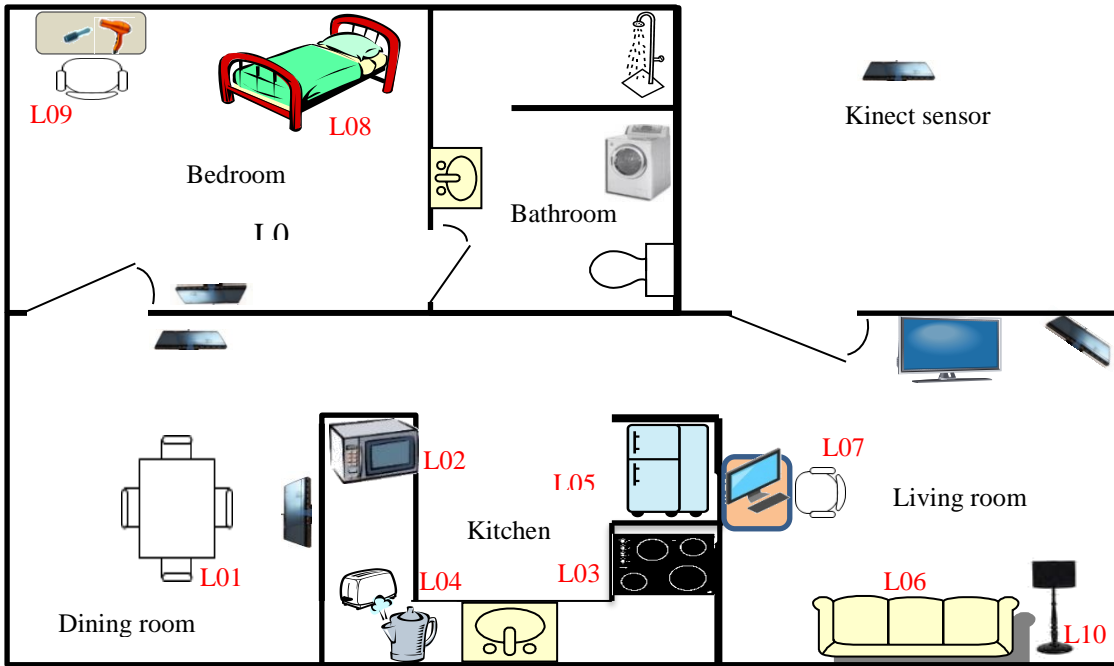 L09
L08
Kinect sensor
Bedroom
Bathroom
L0
L02
L07
L05
Living room
Kitchen
L01
L04
L03
L06
Dining room
L10